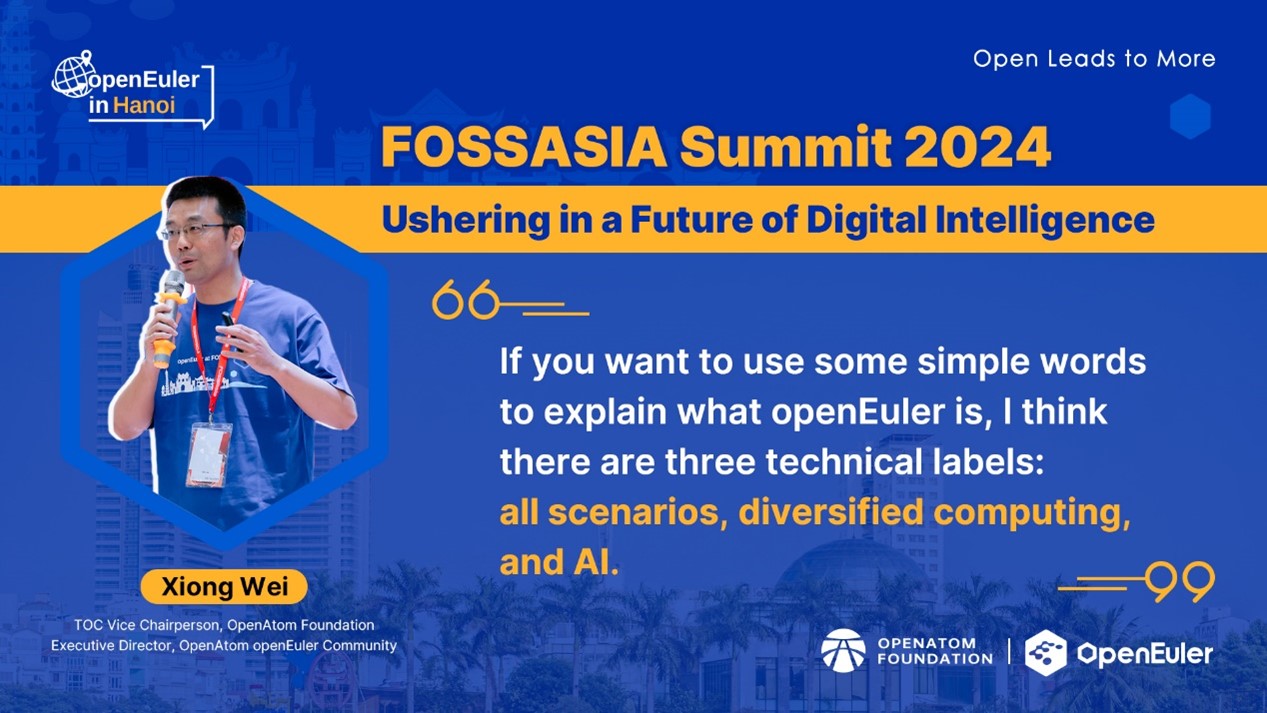 openEuler
in Hanoi
Open Leads to More
FOSSASIA Summit 2024
Ushering in a Future of Digital Intelligence
If you want to use some simple words
to explain what openEuler is, I think
there are three technical labels:
all scenarios, diversified computing,
and AI.
Xiong Wei
TOC Vice Chairperson, OpenAtom Foundation
Executive Director, OpenAtom openEuler Community
OPENATOM
FOUNDATION
OpenEuler